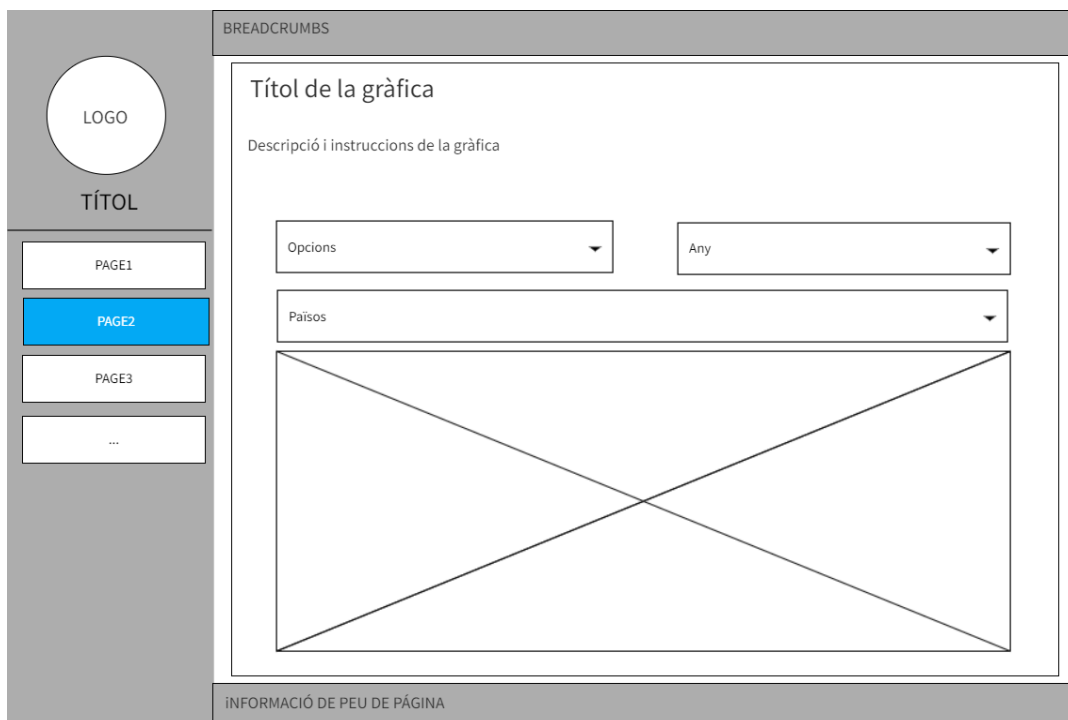 BREADCRUMBS
LOGO
TÍTOL
PAGE1
PAGE2
PAGE3
...
Títol de la gràfica
Descripció i instruccions de la gràfica
Opcions
Any
Països
iNFORMACIÓ DE PEU DE PÁGINA